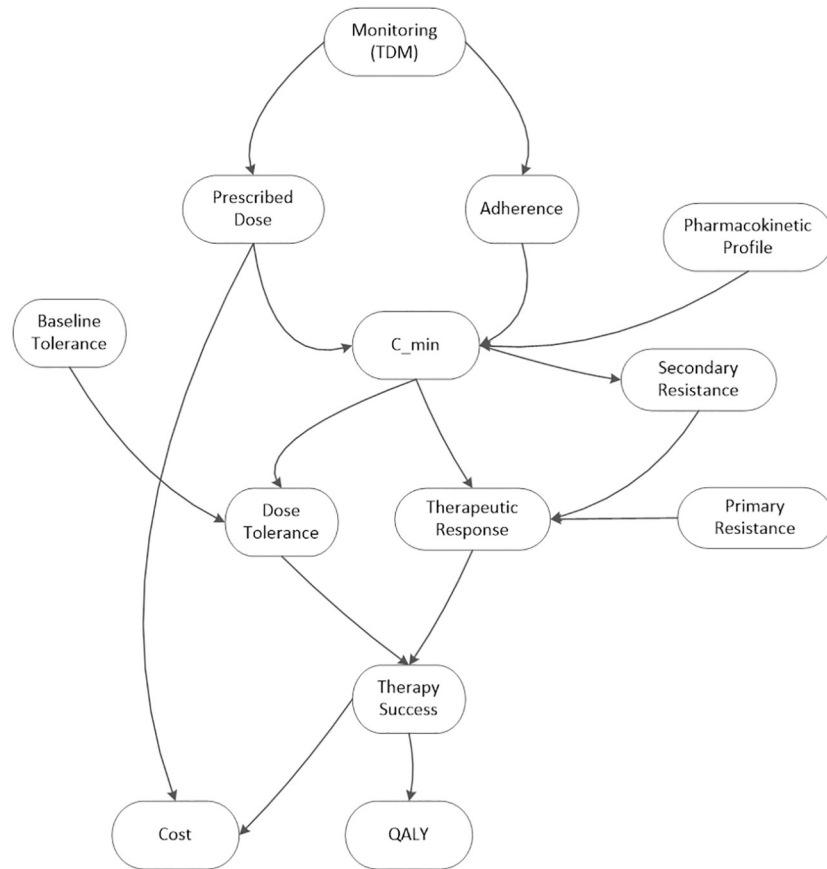 Monitoring
(TDM)
Prescribed
Dose
Adherence
Pharmacokinetic
Profile
Baseline
Tolerance
C_min
Secondary
Resistance
Dose
Tolerance
Therapeutic
Response
Primary
Resistance
Therapy
Success
Cost
QALY